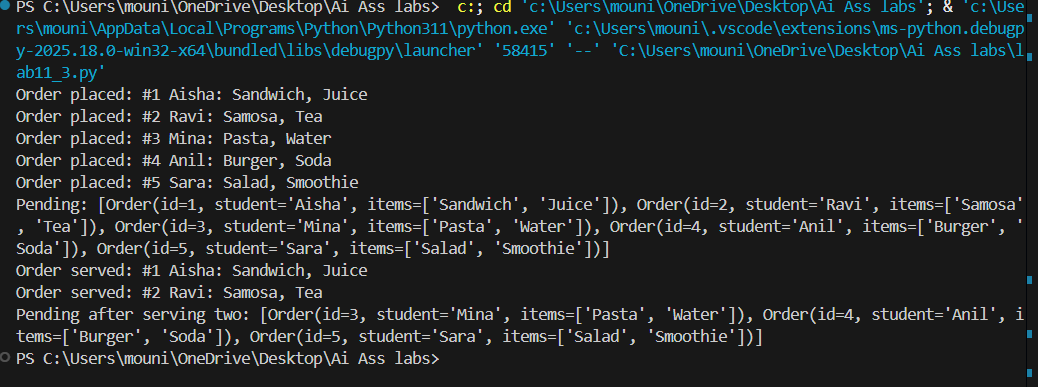 PS C:\Users\mouni\OneDrive\Desktop\Ai Ass labs>  c:; cd 'c:\Users\mouni\OneDrive\Desktop\Ai Ass labs'; & 'c:\Use
rs\mouni\AppData\Local\Programs\Python\Python311\python.exe' 'c:\Users\mouni\.vscode\extensions\ms-python.debugp
y-2025.18.0-win32-x64\bundled\libs\debugpy\launcher' '58415' '--' 'C:\Users\mouni\OneDrive\Desktop\Ai Ass labs\l
ab11_3.py'
Order placed: #1 Aisha: Sandwich, Juice
Order placed: #2 Ravi: Samosa, Tea
Order placed: #3 Mina: Pasta, Water
Order placed: #4 Anil: Burger, Soda
Order placed: #5 Sara: Salad, Smoothie
Pending: [Order(id=1, student='Aisha', items=['Sandwich', 'Juice']), Order(id=2, student='Ravi', items=['Samosa'
, 'Tea']), Order(id=3, student='Mina', items=['Pasta', 'Water']), Order(id=4, student='Anil', items=['Burger', '
Soda']), Order(id=5, student='Sara', items=['Salad', 'Smoothie'])]
Order served: #1 Aisha: Sandwich, Juice
Order served: #2 Ravi: Samosa, Tea
Pending after serving two: [Order(id=3, student='Mina', items=['Pasta', 'Water']), Order(id=4, student='Anil', i
tems=['Burger', 'Soda']), Order(id=5, student='Sara', items=['Salad', 'Smoothie'])]
PS C:\Users\mouni\OneDrive\Desktop\Ai Ass labs>